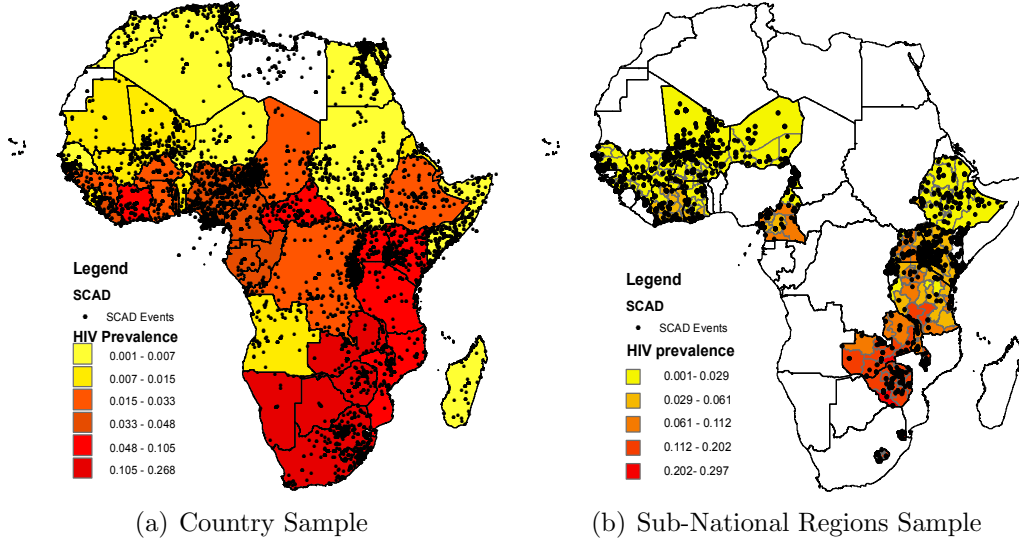 Legend
SCAD
SCAD Events
HIV Prevalence
0.001 - 0.007
0.007 - 0.015
0.015 - 0.033
0.033 - 0.048
0.048 - 0.105
0.105 - 0.268
(a) Country Sample
Legend
SCAD
SCAD Events
HIV prevalence
0.001 - 0.029
0.029 - 0.061
0.061 - 0.112
0.112 - 0.202
0.202- 0.297
(b) Sub-National Regions Sample